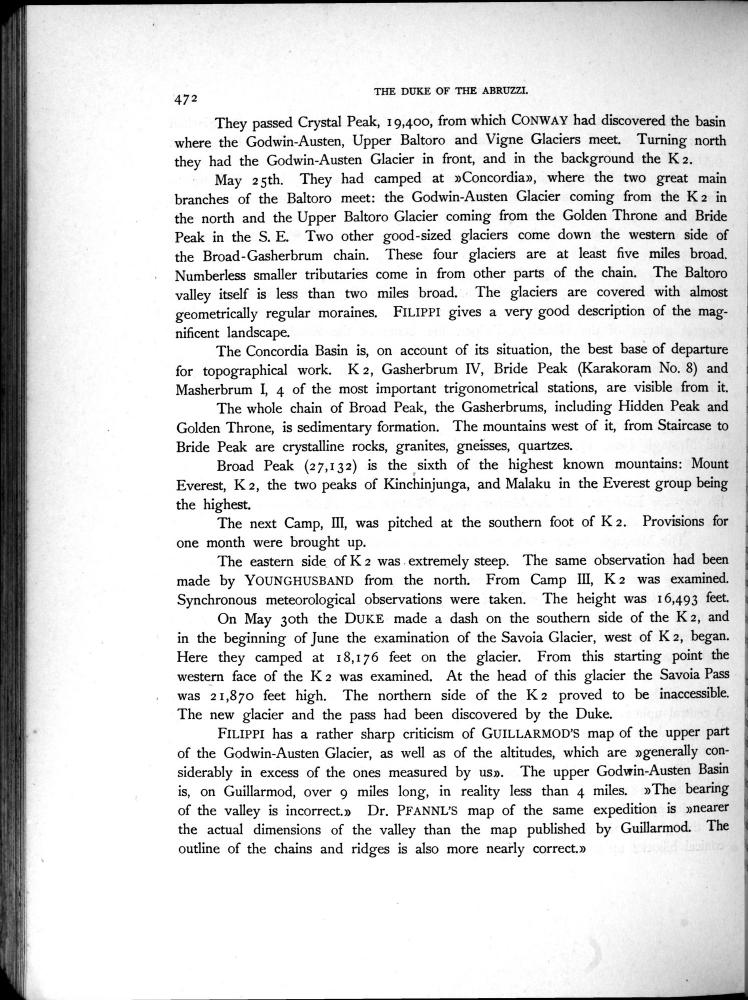 472
THE DUKE OF THE ABRUZZI.
They passed Crystal Peak, 19,400, from which CONWAY had discovered the basin
where the Godwin-Austen, Upper Baltoro and Vigne Glaciers meet. Turning north
they had the Godwin-Austen Glacier in front, and in the background the K 2.
May 25th. They had camped at »Concordia», where the two great main
branches of the Baltoro meet: the Godwin-Austen Glacier coming from the K 2 in
the north and the Upper Baltoro Glacier coming from the Golden Throne and Bride
Peak in the S. E. Two other good-sized glaciers come down the western side of
the Broad-Gasherbrum chain. These four glaciers are at least five miles broad.
Numberless smaller tributaries come in from other parts of the chain. The Baltoro
valley itself is less than two miles broad. The glaciers are covered with almost
geometrically regular moraines. FILIPPI gives a very good description of the mag-
nificent landscape.
The Concordia Basin is, on account of its situation, the best base of departure
for topographical work. K 2, Gasherbrum IV, Bride Peak (Karakoram No. 8) and
Masherbrum I, 4 of the most important trigonometrical stations, are visible from it.
The whole chain of Broad Peak, the Gasherbrums, including Hidden Peak and
Golden Throne, is sedimentary formation. The mountains west of it, from Staircase to
Bride Peak are crystalline rocks, granites, gneisses, quartzes.
Broad Peak (27,132) is the sixth of the highest known mountains: Mount
Everest, K 2, the two peaks of Kinchinjunga, and Malaku in the Everest group being
the highest.
The next Camp, III, was pitched at the southern foot of K 2. Provisions for
one month were brought up.
The eastern side of K 2 was extremely steep. The same observation had been
made by YOUNGHUSBAND from the north. From Camp III, K 2 was examined.
Synchronous meteorological observations were taken. The height was 16,493 feet.
On May 30th the DUKE made a dash on the southern side of the K 2, and
in the beginning of June the examination of the Savoia Glacier, west of K 2, began.
Here they camped at 18,176 feet on the glacier. From this starting point the
western face of the K 2 was examined. At the head of this glacier the Savoia Pass
was 21,870 feet high. The northern side of the K 2 proved to be inaccessible.
The new glacier and the pass had been discovered by the Duke.
FILIPPI has a rather sharp criticism of GUILLARMOD'S map of the upper part
of the Godwin-Austen Glacier, as well as of the altitudes, which are »generally con-
siderably in excess of the ones measured by us». The upper Godwin-Austen Basin
is, on Guillarmod, over 9 miles long, in reality less than 4 miles. »The bearing
of the valley is incorrect.» Dr. PFANNL'S map of the same expedition is »nearer
the actual dimensions of the valley than the map published by Guillarmod. The
outline of the chains and ridges is also more nearly correct.»